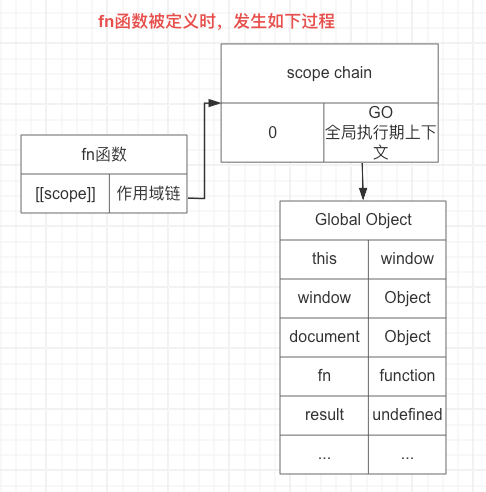 fn函数被定义时，发生如下过程
scope chain
0
GO
全局执行期上下
文
fn函数
[[scope]]
作用域链
Global Object
this
window
window
Object
document
Object
fn
function
result
undefined
...
...